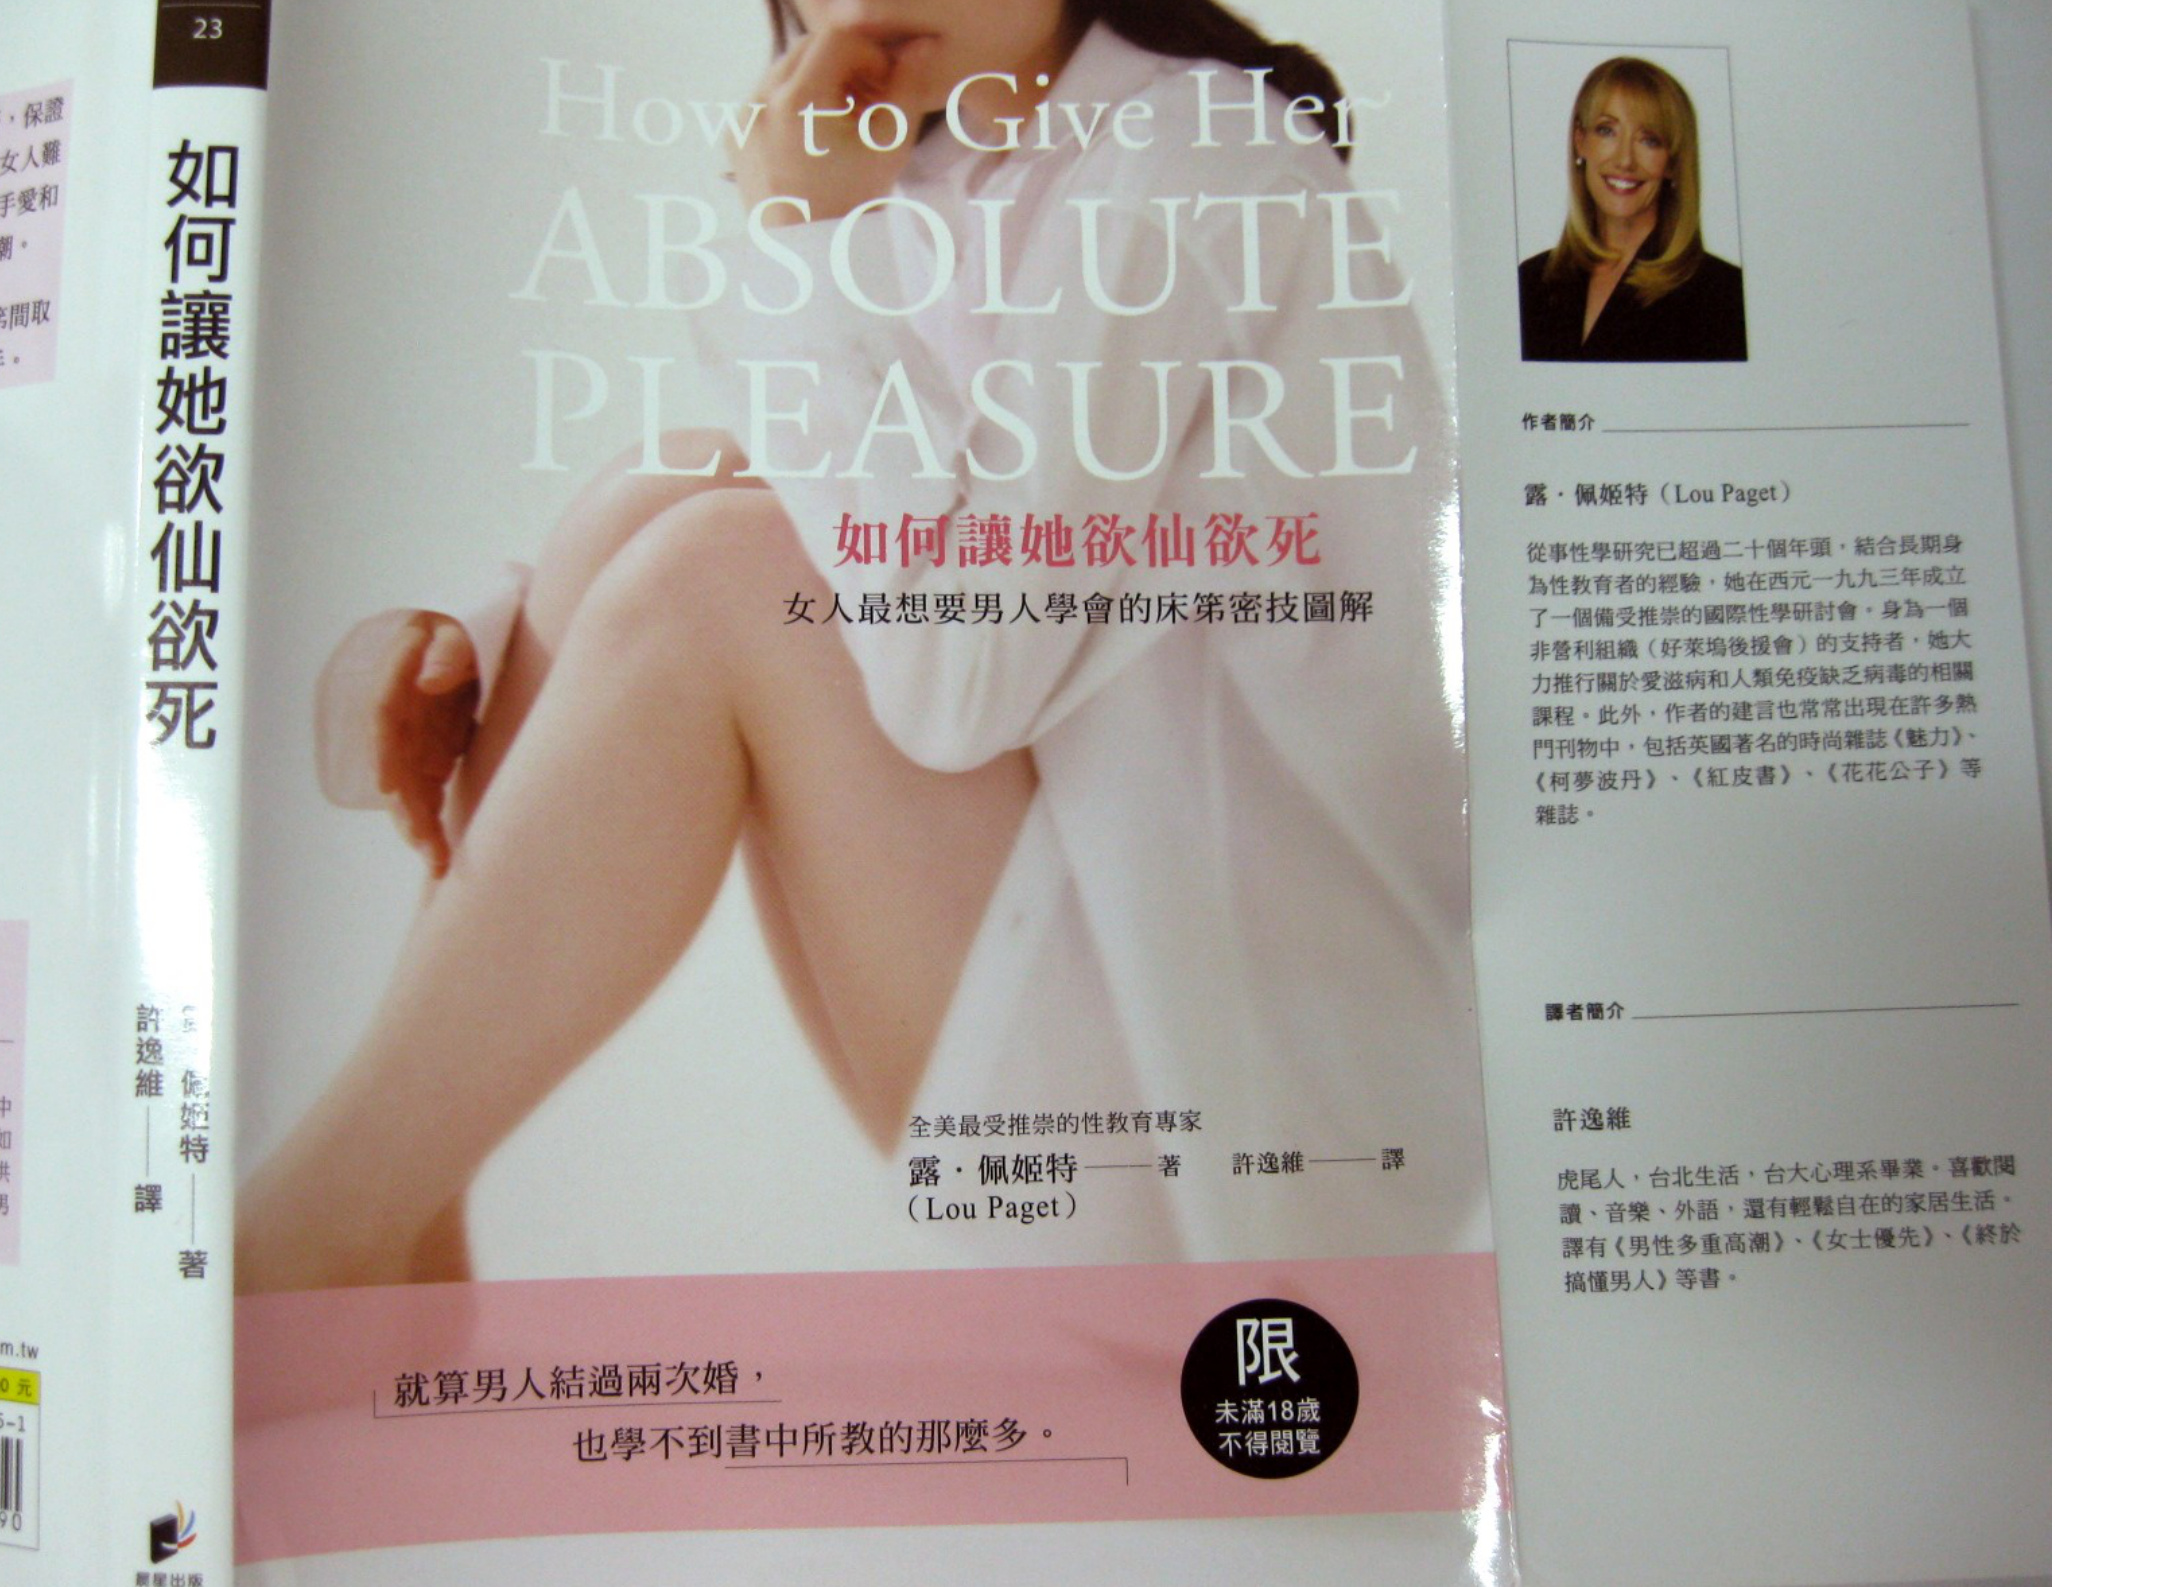 23
如何讓她欲仙欲死
佩姬特——著
許逸維——譯
晨星出版
，保證
女人難
手愛和
潮。
第間取
中
如
男
m.tw
0 元
5-1
90
How to Give Her
ABSOLUTE
PLEASURE
如何讓她欲仙欲死
女人最想要男人學會的床第密技圖解
全美最受推崇的性教育專家
露・佩姬特——著 許逸維——譯
（Lou Paget）
就算男人結過兩次婚，
也學不到書中所教的那麼多。
限
未滿18歲
不得閱覽
作者簡介
露・佩姬特（Lou Paget）
從事性學研究已超過二十個年頭，結合長期身
為性教育者的經驗，她在西元一九九三年成立
了一個備受推崇的國際性學研討會。身為一個
非營利組織（好萊塢後援會）的支持者，她大
力推行關於愛滋病和人類免疫缺乏病毒的相關
課程。此外，作者的建言也常常出現在許多熱
門刊物中，包括英國著名的時尚雜誌《魅力》、
《柯夢波丹》、《紅皮書》、《花花公子》等
雜誌。
譯者簡介
許逸維
虎尾人，台北生活，台大心理系畢業。喜歡閱
讀、音樂、外語，還有輕鬆自在的家居生活。
譯有《男性多重高潮》、《女士優先》、《終於
搞懂男人》等書。